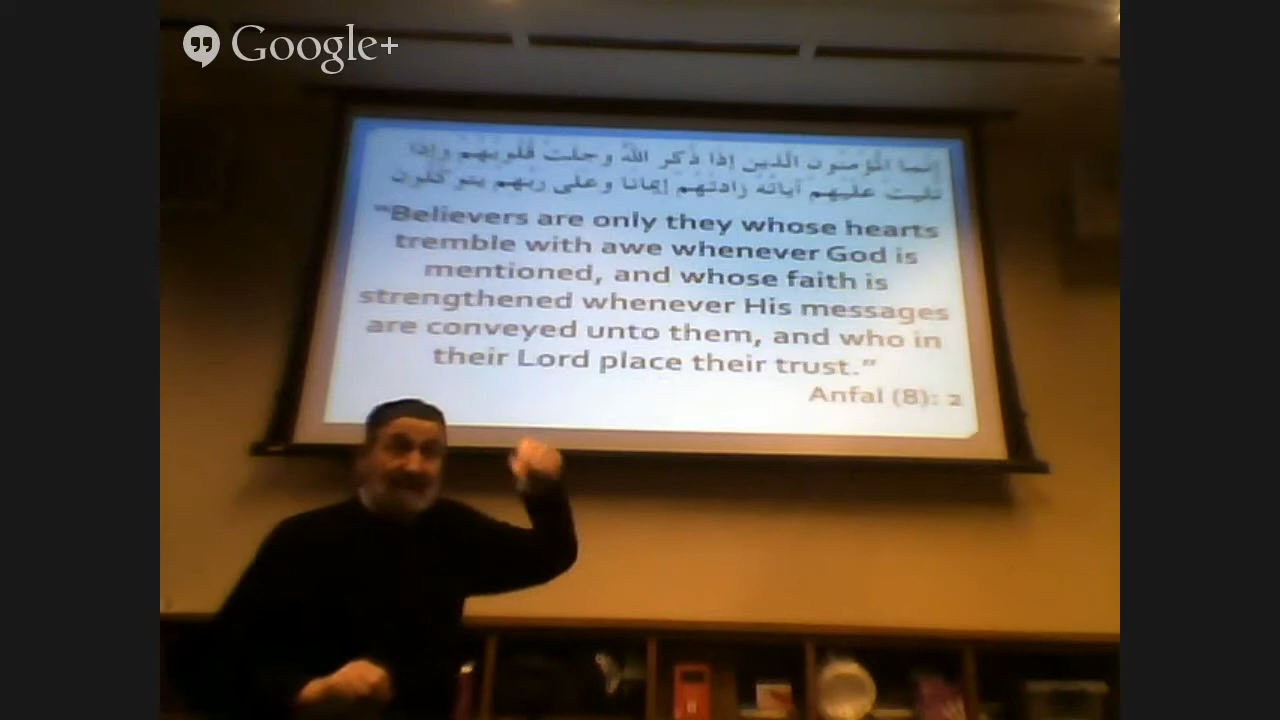 Google+
إنما المؤمنون الذين إذا ذكر الله وجلت قلوبهم وإذا
تليت عليهم آياته زادتهم إيمانا وعلى ربهم يتوكلون
"Believers are only they whose hearts
tremble with awe whenever God is
mentioned, and whose faith is
strengthened whenever His messages
are conveyed unto them, and who in
their Lord place their trust."
Anfal (8): 2